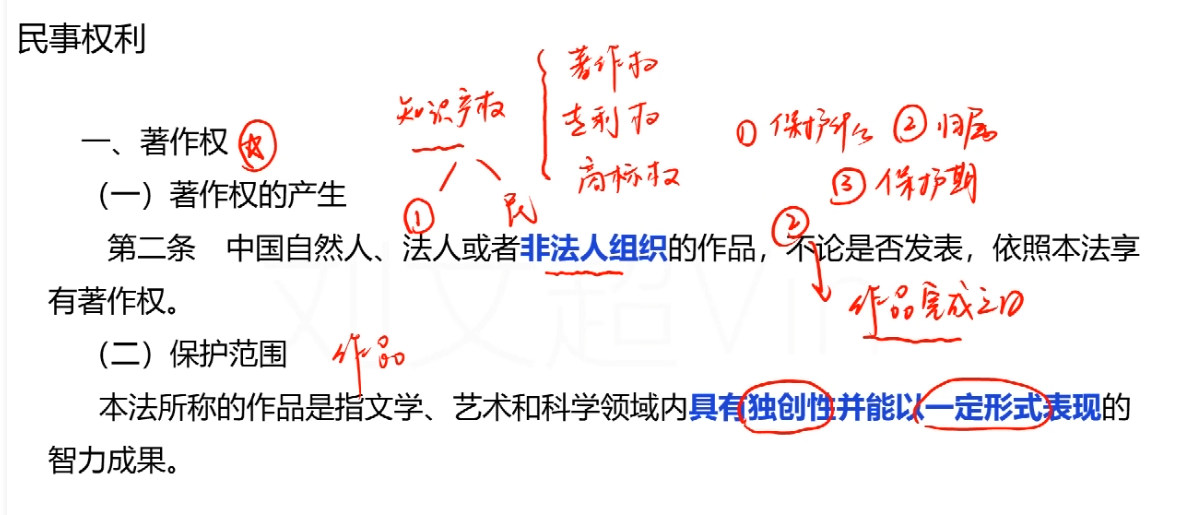 民事权利
著作权
知识产权
专利权
① 保护什么 ② 归属
一、著作权
商标权
③ 保护期
（一）著作权的产生
① 民
②
第二条 中国自然人、法人或者非法人组织的作品，不论是否发表，依照本法享
有著作权。
作品完成之日
（二）保护范围 作品
本法所称的作品是指文学、艺术和科学领域内具有独创性并能以一定形式表现的
智力成果。